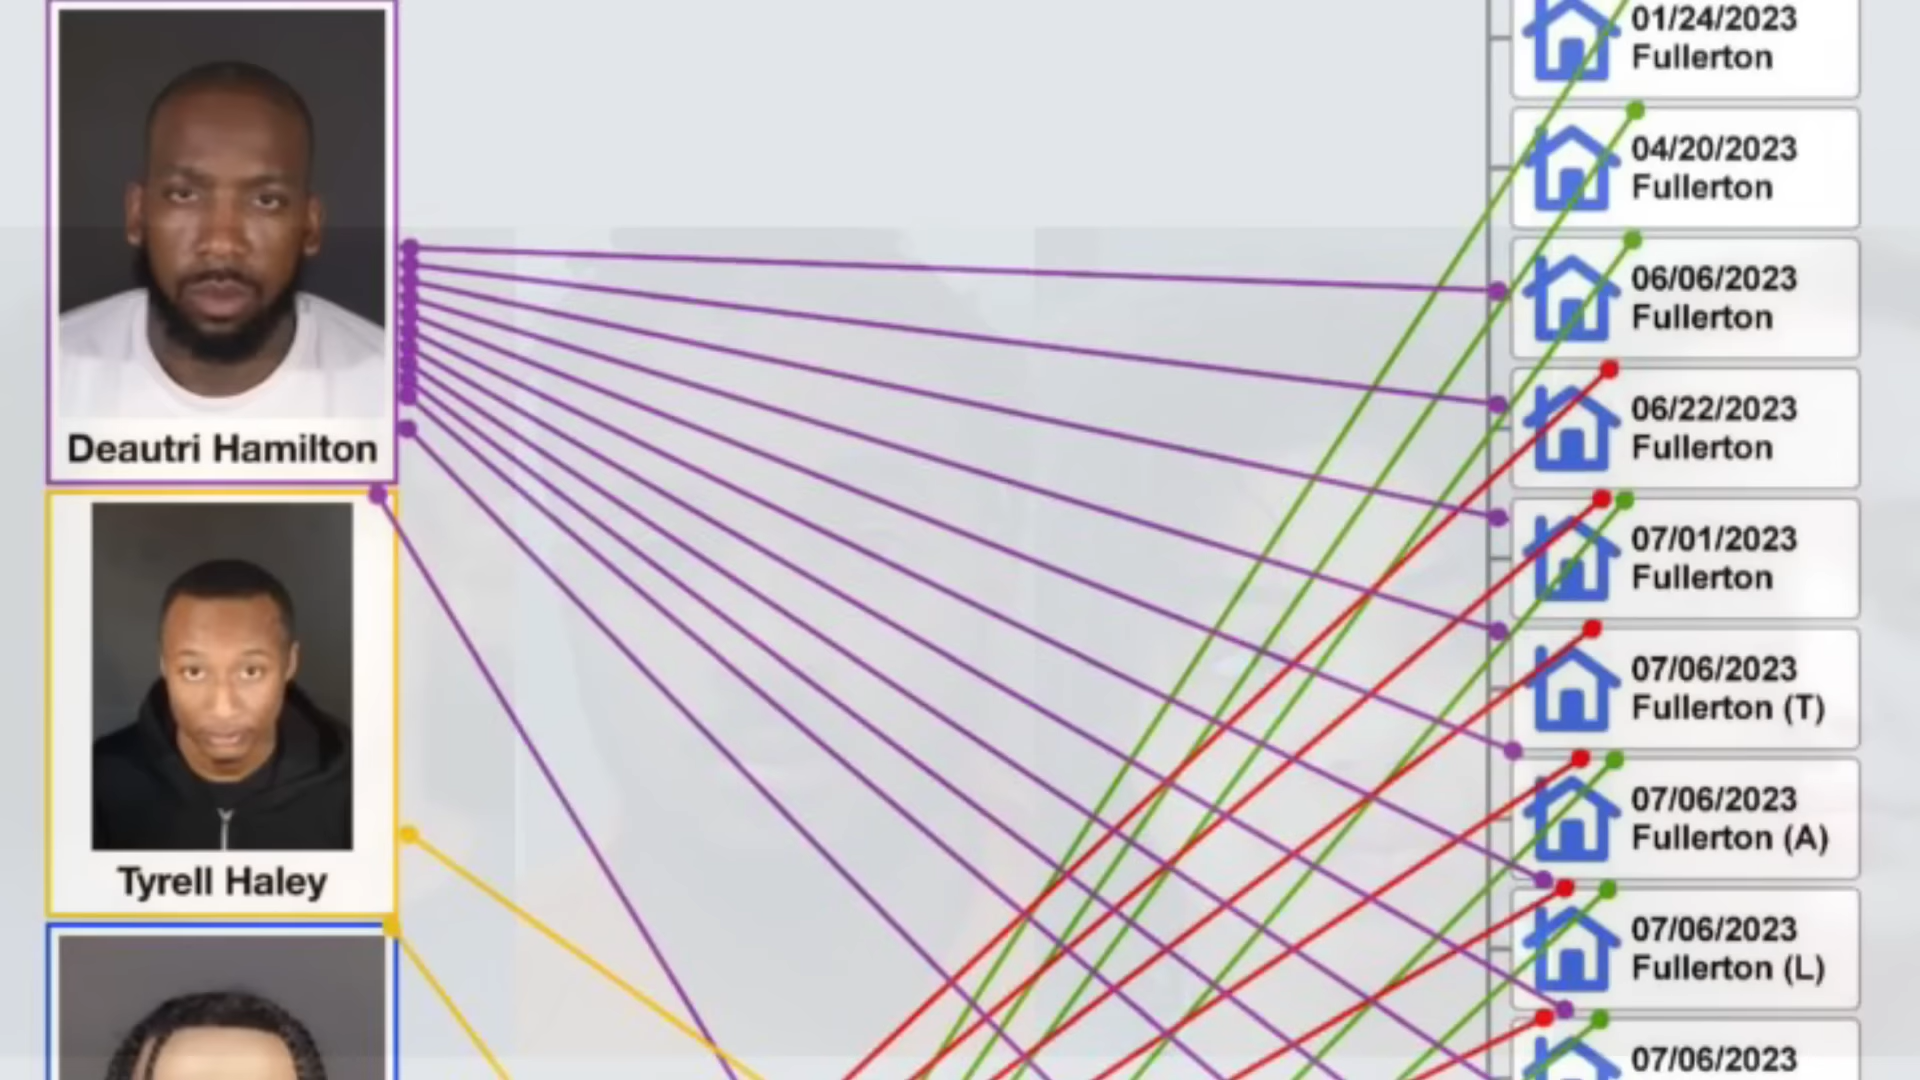 Deautri Hamilton
Tyrell Haley
01/24/2023
Fullerton
04/20/2023
Fullerton
06/06/2023
Fullerton
06/22/2023
Fullerton
07/01/2023
Fullerton
07/06/2023
Fullerton (T)
07/06/2023
Fullerton (A)
07/06/2023
Fullerton (L)
07/06/2023